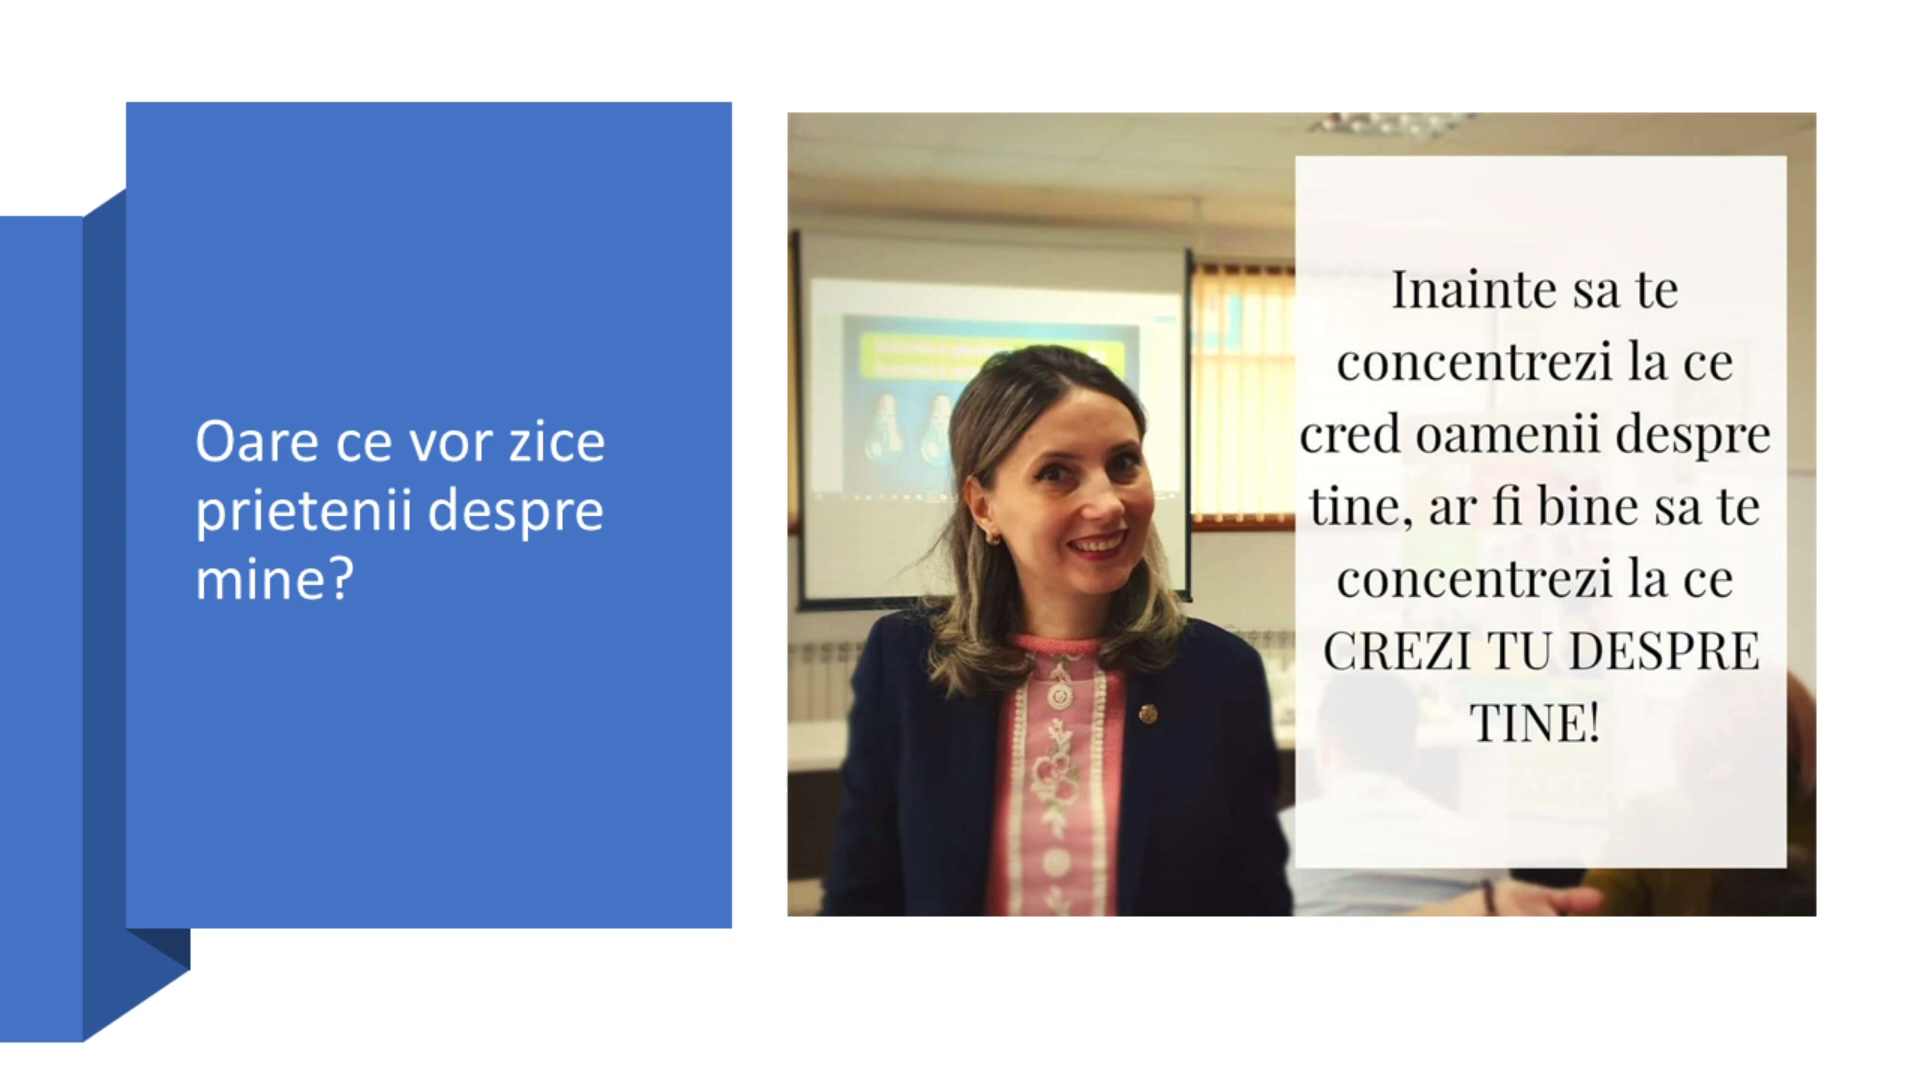 Oare ce vor zice
prietenii despre
mine?
Inainte sa te
concentrezi la ce
cred oamenii despre
tine, ar fi bine sa te
concentrezi la ce
CREZI TU DESPRE
TINE!